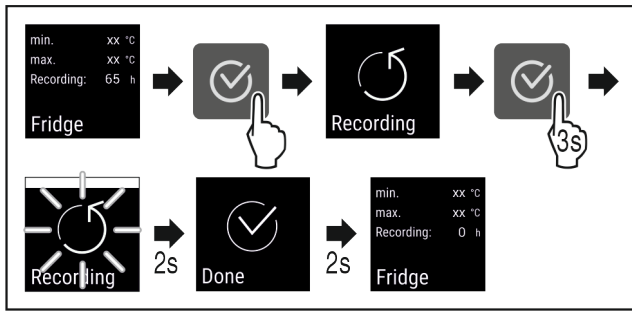 min. xx °C
max. xx °C
Recording: 65 h
Fridge
Recording
3s
Recording
2s
Done
2s
min. xx °C
max. xx °C
Recording: 0 h
Fridge